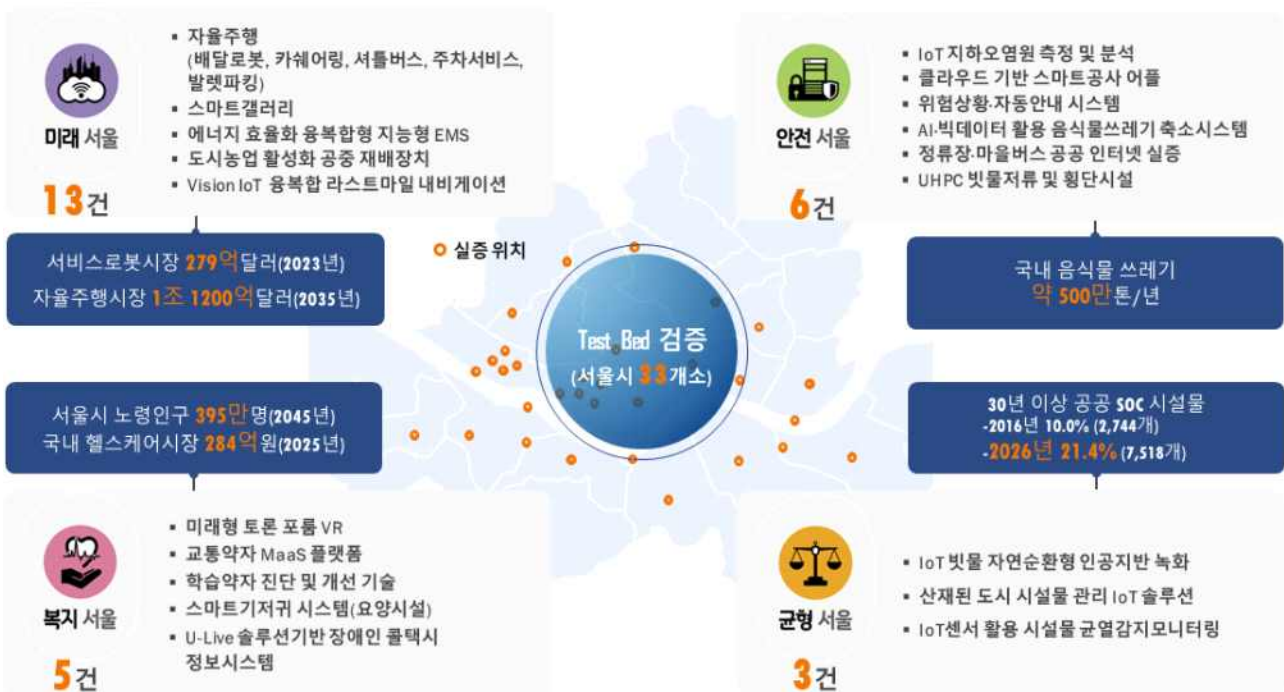 미래 서울
13건
▪ 자율주행
(배달로봇, 카쉐어링, 셔틀버스, 주차서비스,
발렛파킹)
▪ 스마트갤러리
▪ 에너지 효율화 융복합형 지능형 EMS
▪ 도시농업 활성화 공중 재배장치
▪ Vision IoT 융복합 라스트마일 내비게이션
안전 서울
6건
▪ IoT 지하오염원 측정 및 분석
▪ 클라우드 기반 스마트공사 어플
▪ 위험상황·자동안내 시스템
▪ AI·빅데이터 활용 음식물쓰레기 축소시스템
▪ 정류장·마을버스 공공 인터넷 실증
▪ UHPC 빗물저류 및 횡단시설
서비스로봇시장 279억달러(2023년)
자율주행시장 1조 1200억달러(2035년)
실증 위치
Test Bed 검증
(서울시 33개소)
국내 음식물 쓰레기
약 500만톤/년
서울시 노령인구 395만명(2045년)
국내 헬스케어시장 284억원(2025년)
30년 이상 공공 SOC 시설물
-2016년 10.0% (2,744개)
-2026년 21.4% (7,518개)
복지 서울
5건
▪ 미래형 토론 포룸 VR
▪ 교통약자 MaaS 플랫폼
▪ 학습약자 진단 및 개선 기술
▪ 스마트기저귀 시스템(요양시설)
▪ U-Live 솔루션기반 장애인 콜택시
정보시스템
균형 서울
3건
▪ IoT 빗물 자연순환형 인공지반 녹화
▪ 산재된 도시 시설물 관리 IoT 솔루션
▪ IoT센서 활용 시설물 균열감지모니터링